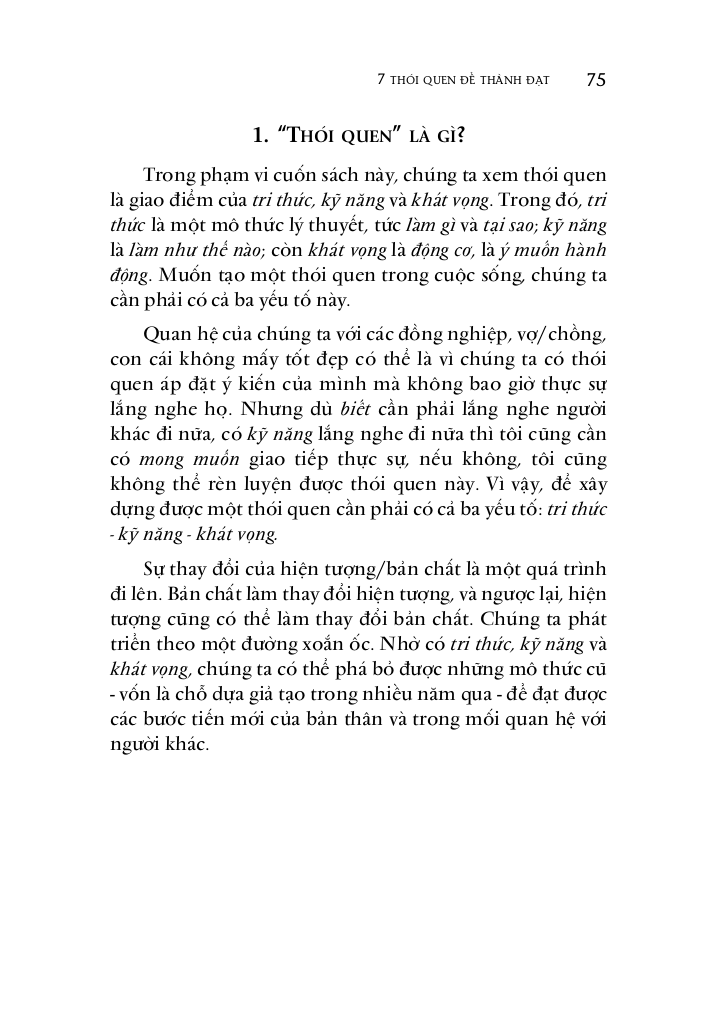 7 THÓI QUEN ĐỂ THÀNH ĐẠT 75
1. “THÓI QUEN” LÀ GÌ?
Trong phạm vi cuốn sách này, chúng ta xem thói quen
là giao điểm của tri thức, kỹ năng và khát vọng. Trong đó, tri
thức là một mô thức lý thuyết, tức làm gì và tại sao; kỹ năng
là làm như thế nào; còn khát vọng là động cơ, là ý muốn hành
động. Muốn tạo một thói quen trong cuộc sống, chúng ta
cần phải có cả ba yếu tố này.
Quan hệ của chúng ta với các đồng nghiệp, vợ/chồng,
con cái không mấy tốt đẹp có thể là vì chúng ta có thói
quen áp đặt ý kiến của mình mà không bao giờ thực sự
lắng nghe họ. Nhưng dù biết cần phải lắng nghe người
khác đi nữa, có kỹ năng lắng nghe đi nữa thì tôi cũng cần
có mong muốn giao tiếp thực sự, nếu không, tôi cũng
không thể rèn luyện được thói quen này. Vì vậy, để xây
dựng được một thói quen cần phải có cả ba yếu tố: tri thức
- kỹ năng - khát vọng.
Sự thay đổi của hiện tượng/bản chất là một quá trình
đi lên. Bản chất làm thay đổi hiện tượng, và ngược lại, hiện
tượng cũng có thể làm thay đổi bản chất. Chúng ta phát
triển theo một đường xoắn ốc. Nhờ có tri thức, kỹ năng và
khát vọng, chúng ta có thể phá bỏ được những mô thức cũ
- vốn là chỗ dựa giả tạo trong nhiều năm qua - để đạt được
các bước tiến mới của bản thân và trong mối quan hệ với
người khác.